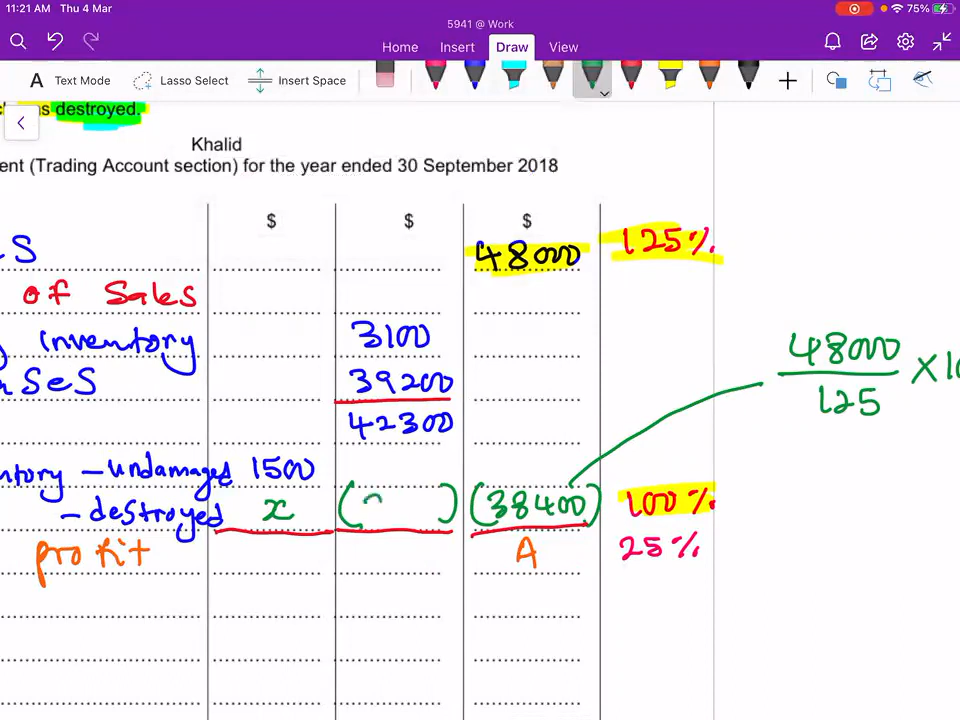 11:21 AM Thu 4 Mar
75%
5941 @ Work
Home Insert Draw View
Text Mode Lasso Select Insert Space
destroyed.
Khalid
ent (Trading Account section) for the year ended 30 September 2018
$ $ $
48000 125%
of Sales
inventory 3100
39200
42300
48000
125
×10
ntory - undamaged 1500
- destroyed x ( ) (38400) 100%
profit A 25%